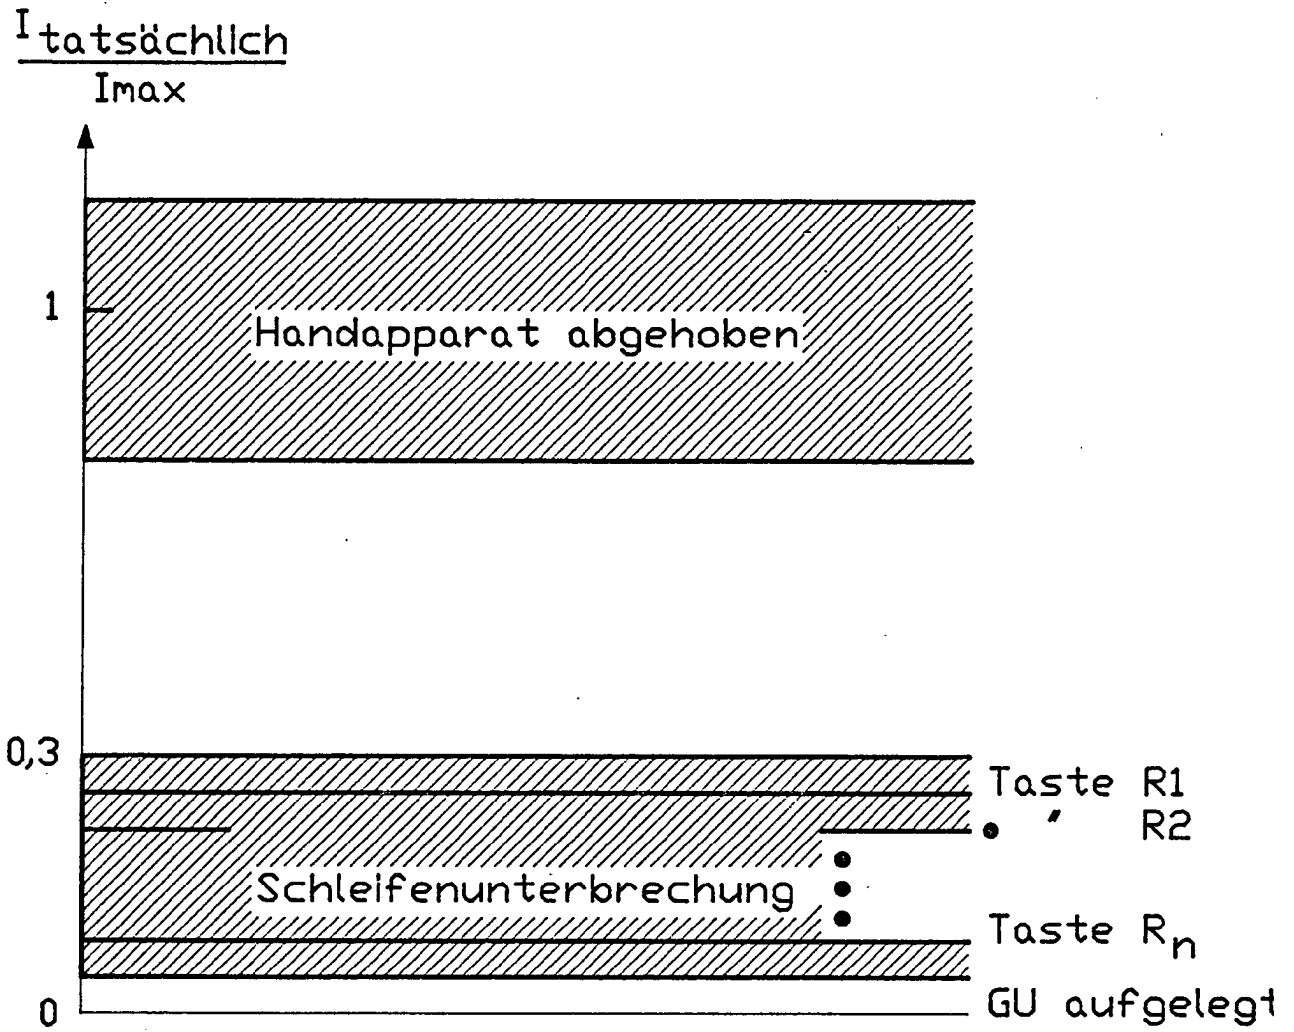 I tatsächlich
Imax
1
Handapparat abgehoben
0,3
Taste R1
" R2
Schleifenunterbrechung
Taste Rn
0
GU aufgelegt